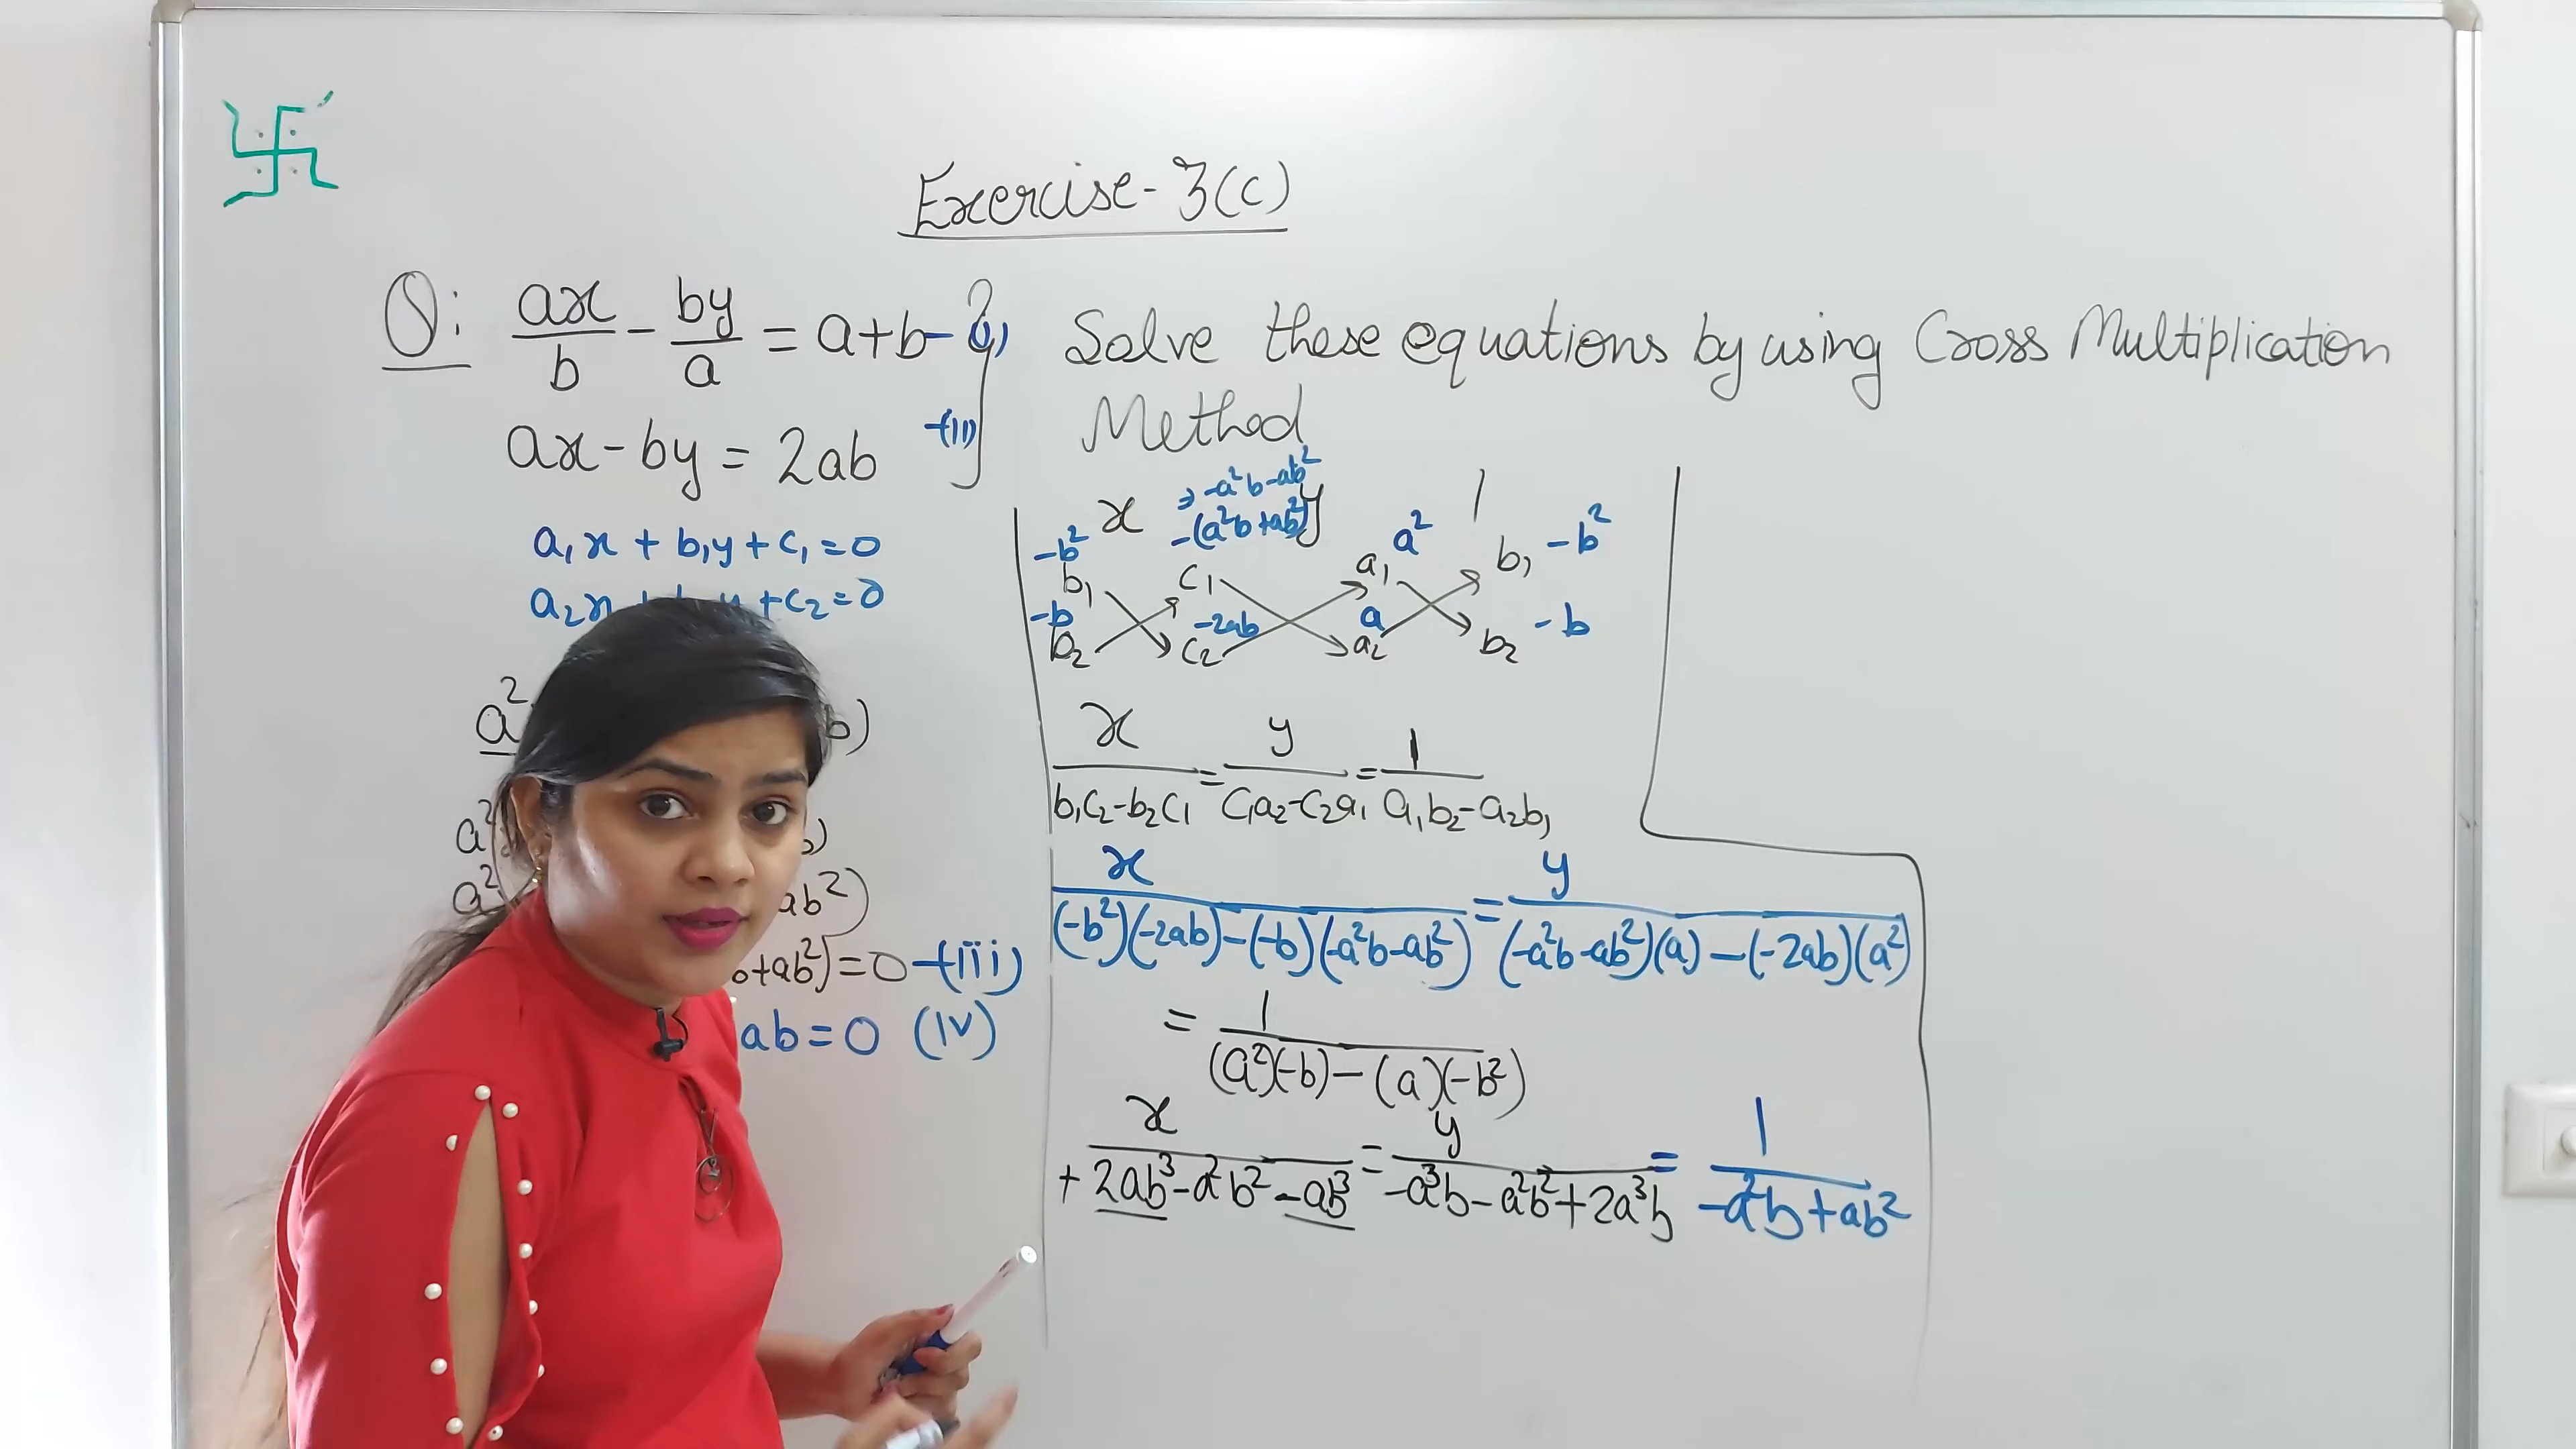 Exercise-3(c)
Q: ax/b - by/a = a+b -(i) Solve these equations by using Cross Multiplication
Method
ax - by = 2ab -(ii)
a₁x + b₁y + c₁ = 0
+c₂=0
⇒ -a²b-ab²
x -(a²b+ab²) y 1
-b² a² -b²
b₁ c₁ a₁ b₁
-b -2ab a -b
b₂ c₂ a₂ b₂
x/(b₁c₂-b₂c₁) = y/(c₁a₂-c₂a₁) = 1/(a₁b₂-a₂b₁)
a² b)
a²
a² ab²)
b+ab²)=0 -(iii)
ab=0 (iv)
x/((-b²)(-2ab)-(-b)(-a²b-ab²)) = y/((-a²b-ab²)(a)-(-2ab)(a²))
= 1/((a²)(-b)-(a)(-b²))
x/(+2ab³-a²b²-ab³) = y/(-a³b-a²b²+2a³b) = 1/(-a²b+ab²)